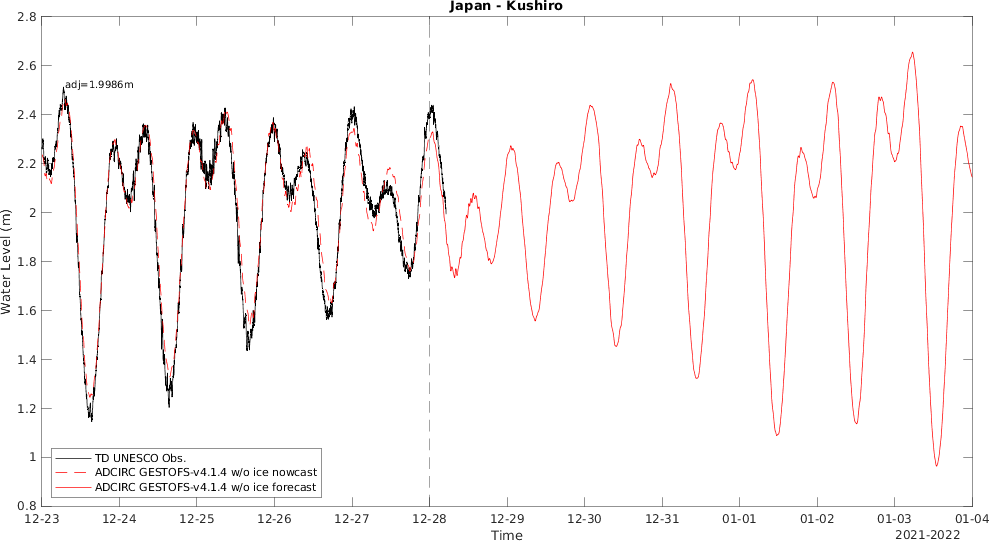 Japan - Kushiro
2.8
2.6
2.4
2.2
2
1.8
1.6
1.4
1.2
1
0.8
Water Level (m)
adj=1.9986m
TD UNESCO Obs.
ADCIRC GESTOFS-v4.1.4 w/o ice nowcast
ADCIRC GESTOFS-v4.1.4 w/o ice forecast
12-23 12-24 12-25 12-26 12-27 12-28 12-29 12-30 12-31 01-01 01-02 01-03 01-04
Time
2021-2022